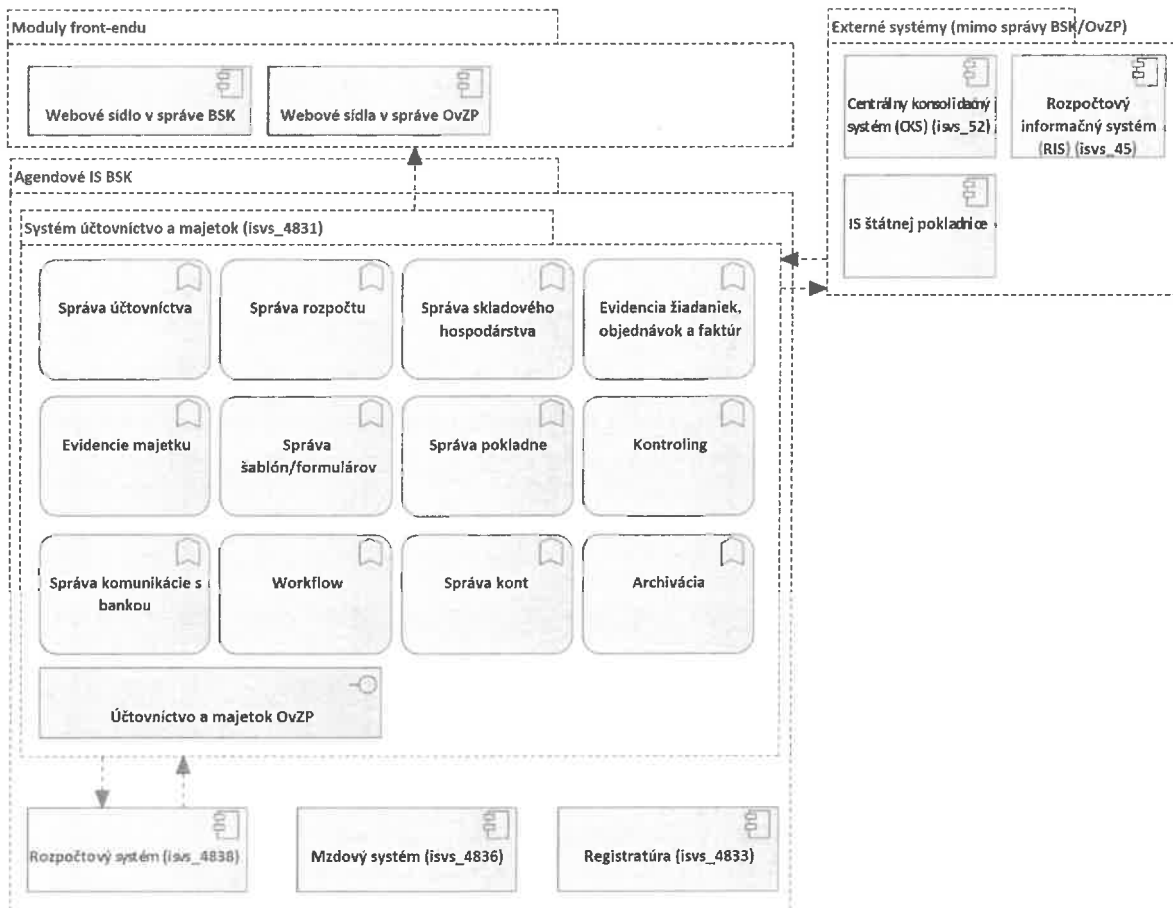 Moduly front-endu
Webové sídlo v správe BSK
Webové sídla v správe OvZP
Externé systémy (mimo správy BSK/OvZP)
Centrálny konsolidačný
systém (CKS) (isvs_52)
Rozpočtový
informačný systém
(RIS) (isvs_45)
IS štátnej pokladnice
Agendové IS BSK
Systém účtovníctvo a majetok (isvs_4831)
Správa účtovníctva
Správa rozpočtu
Správa skladového
hospodárstva
Evidencia žiadaniek,
objednávok a faktúr
Evidencie majetku
Správa
šablón/formulárov
Správa pokladne
Kontroling
Správa komunikácie s
bankou
Workflow
Správa kont
Archivácia
Účtovníctvo a majetok OvZP
Rozpočtový systém (isvs_4838)
Mzdový systém (isvs_4836)
Registratúra (isvs_4833)